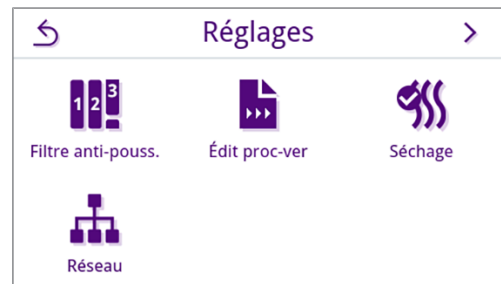 Réglages
1 2 3
Filtre anti-pouss.
Édit proc-ver
Séchage
Réseau